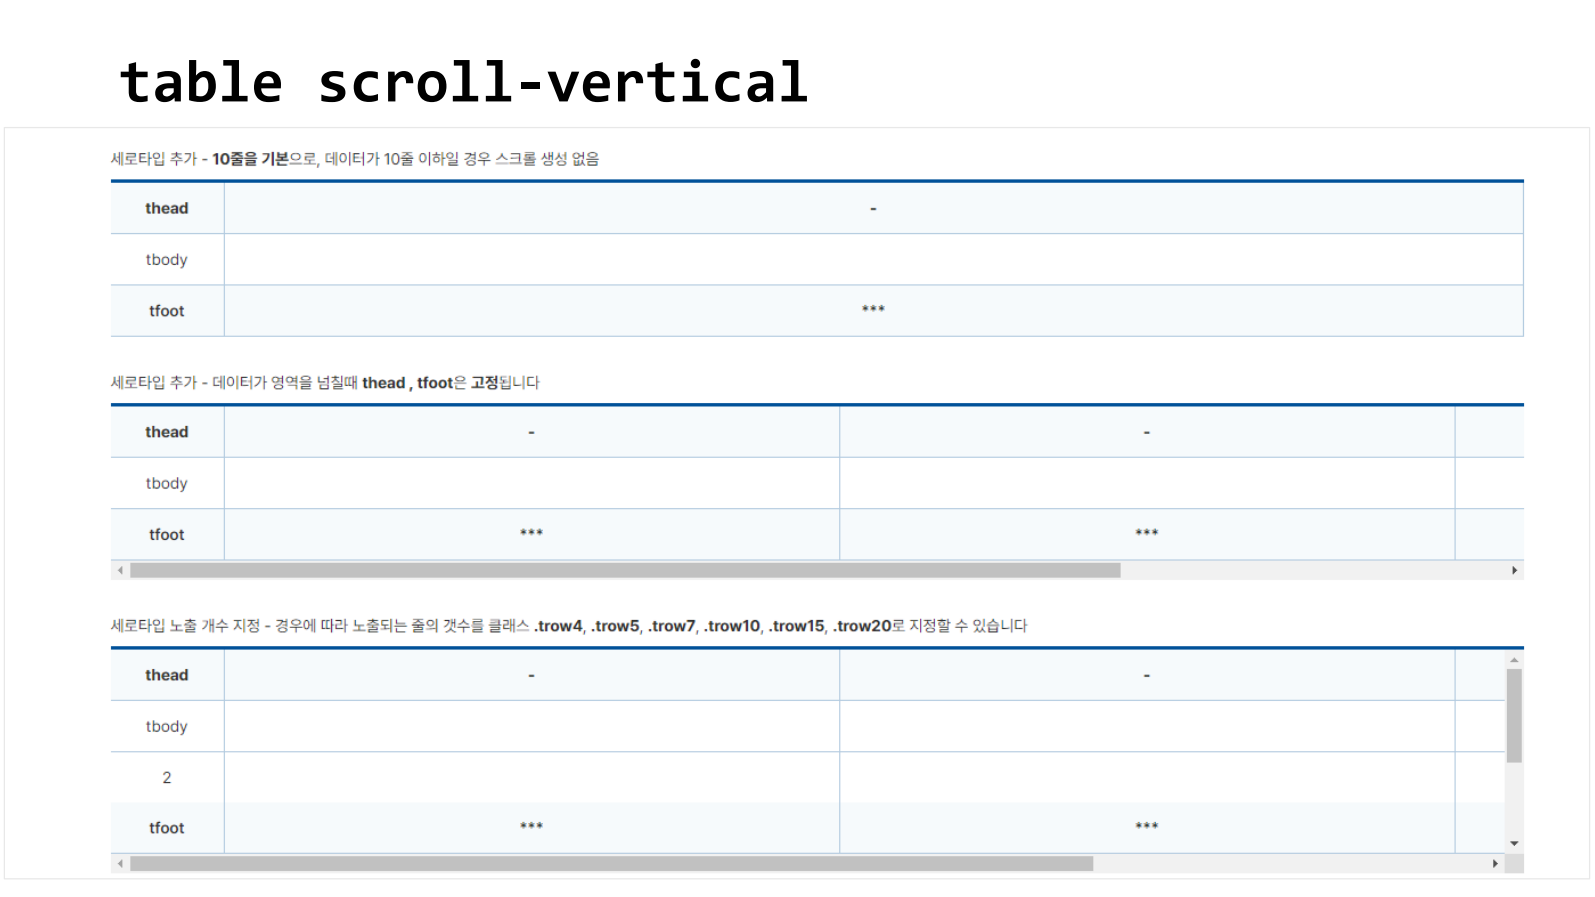 table scroll-vertical
세로타입 추가 - 10줄을 기본으로, 데이터가 10줄 이하일 경우 스크롤 생성 없음
thead -
tbody
tfoot ***
세로타입 추가 - 데이터가 영역을 넘칠때 thead , tfoot은 고정됩니다
thead - -
tbody
tfoot *** ***
세로타입 노출 개수 지정 - 경우에 따라 노출되는 줄의 갯수를 클래스 .trow4, .trow5, .trow7, .trow10, .trow15, .trow20로 지정할 수 있습니다
thead - -
tbody
2
tfoot *** ***